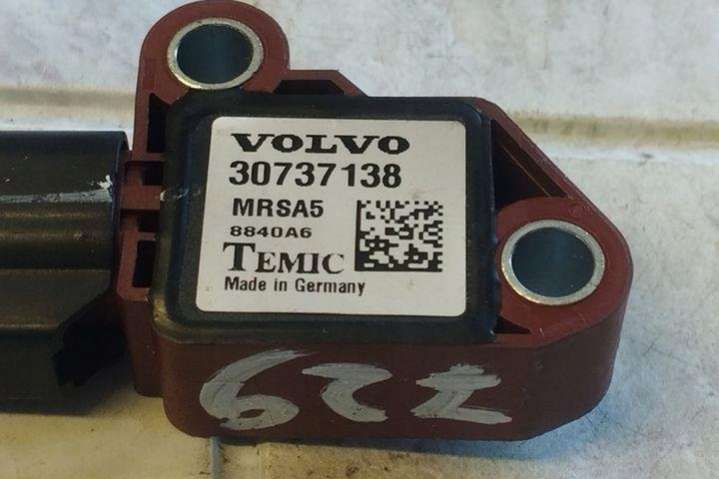 VOLVO
30737138
MRSA5
8840A6
TEMIC
Made in Germany